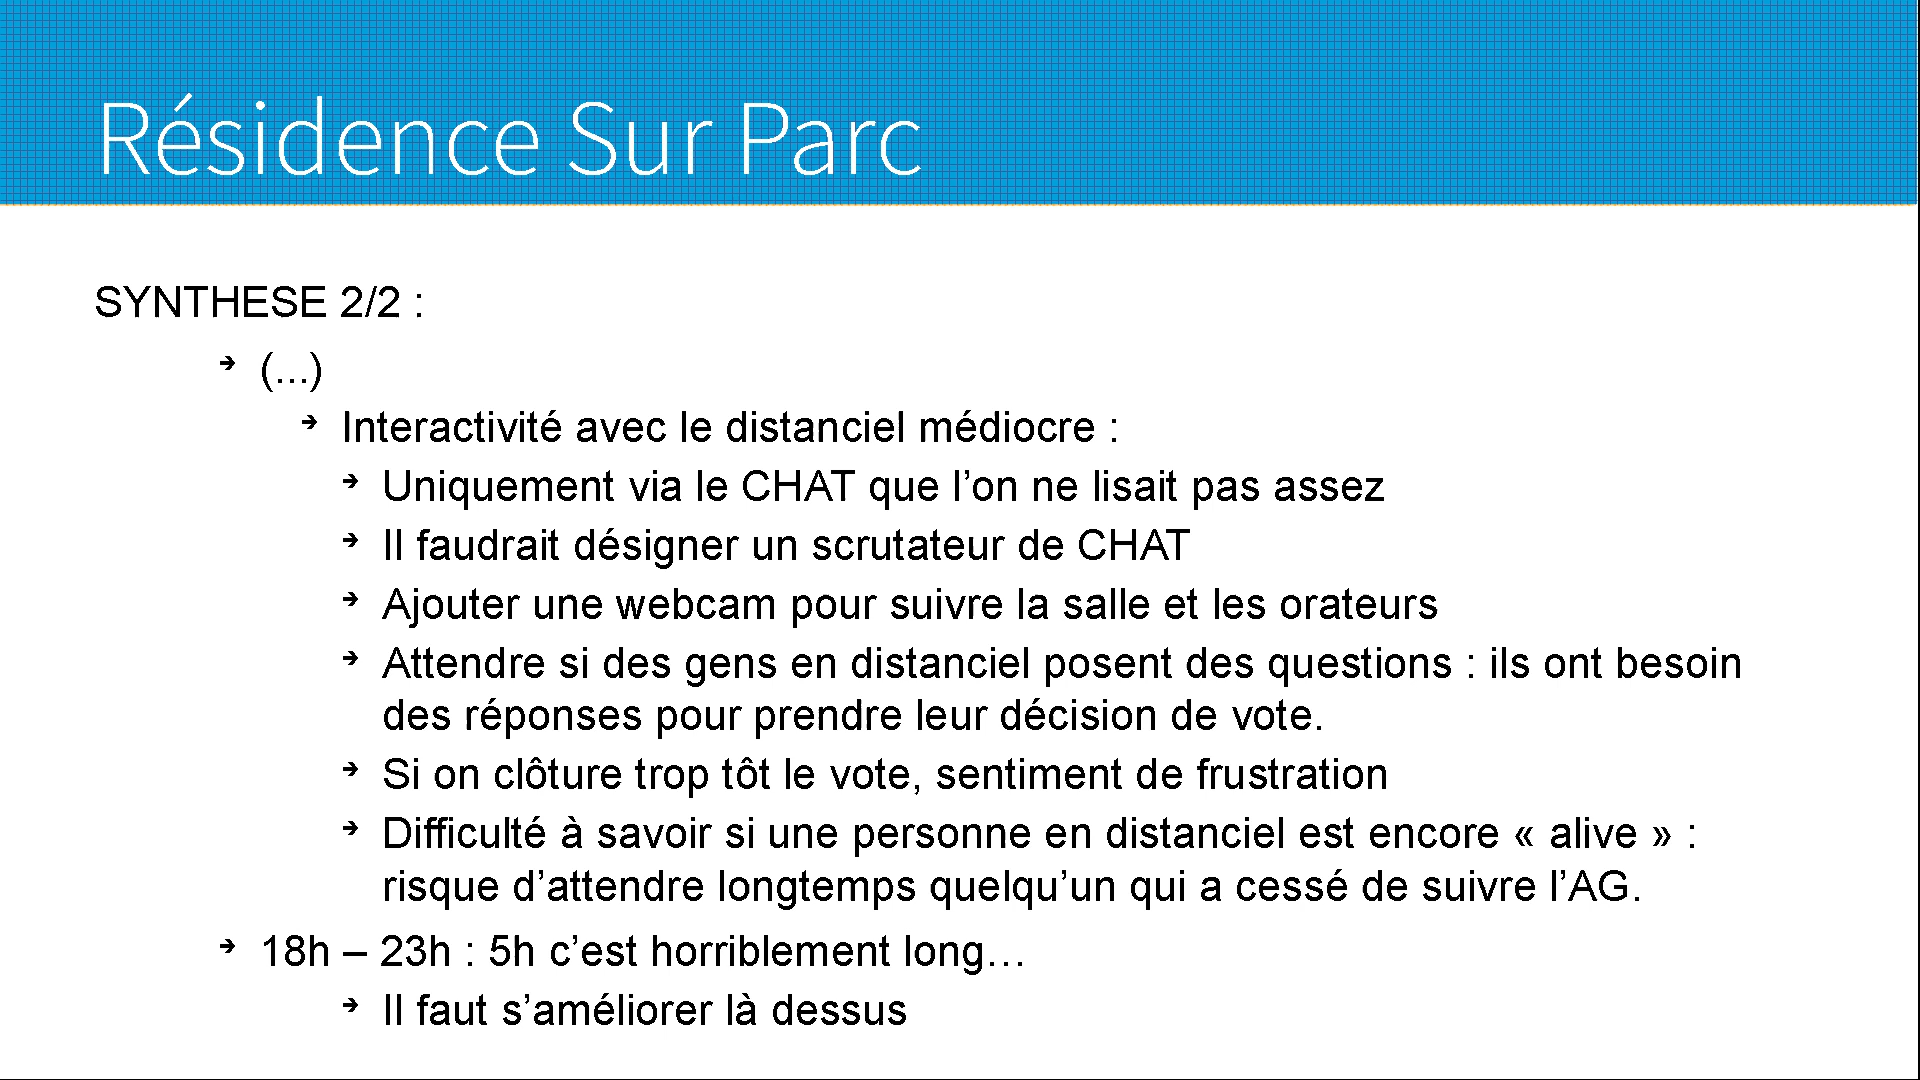 Résidence Sur Parc
SYNTHESE 2/2 :
➔ (...)
➔ Interactivité avec le distanciel médiocre :
➔ Uniquement via le CHAT que l’on ne lisait pas assez
➔ Il faudrait désigner un scrutateur de CHAT
➔ Ajouter une webcam pour suivre la salle et les orateurs
➔ Attendre si des gens en distanciel posent des questions : ils ont besoin
des réponses pour prendre leur décision de vote.
➔ Si on clôture trop tôt le vote, sentiment de frustration
➔ Difficulté à savoir si une personne en distanciel est encore « alive » :
risque d’attendre longtemps quelqu’un qui a cessé de suivre l’AG.
➔ 18h – 23h : 5h c’est horriblement long…
➔ Il faut s’améliorer là dessus